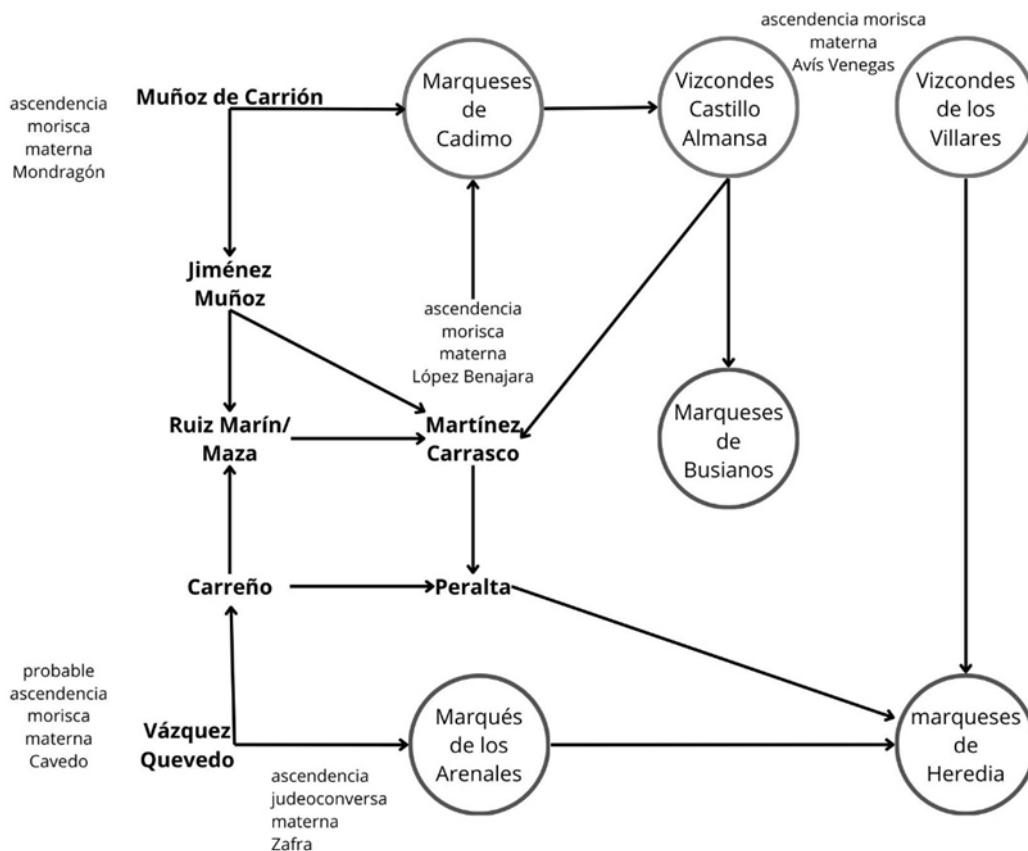 ascendencia morisca
materna
Avís Venegas
ascendencia
morisca
materna
Mondragón
Muñoz de Carrión
Marqueses
de
Cadimo
Vizcondes
Castillo
Almansa
Vizcondes
de los
Villares
Jiménez
Muñoz
ascendencia
morisca
materna
López Benajara
Ruiz Marín/
Maza
Martínez
Carrasco
Marqueses
de
Busianos
Carreño
Peralta
probable
ascendencia
morisca
materna
Cavedo
Vázquez
Quevedo
Marqués
de los
Arenales
marqueses
de
Heredia
ascendencia
judeoconversa
materna
Zafra